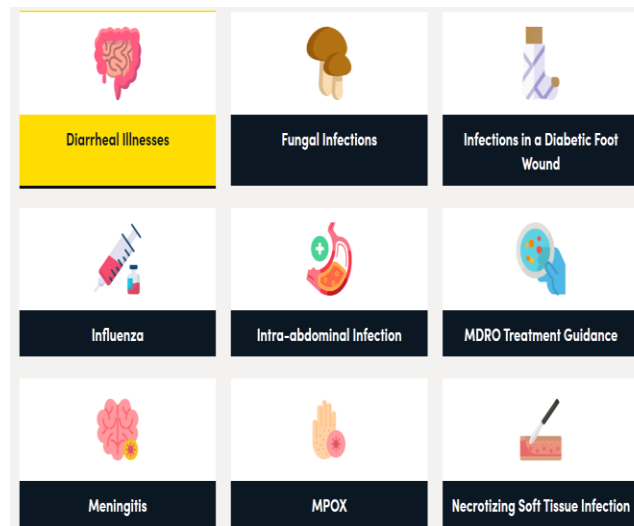 Diarrheal Illnesses
Fungal Infections
Infections in a Diabetic Foot
Wound
Influenza
Intra-abdominal Infection
MDRO Treatment Guidance
Meningitis
MPOX
Necrotizing Soft Tissue Infection